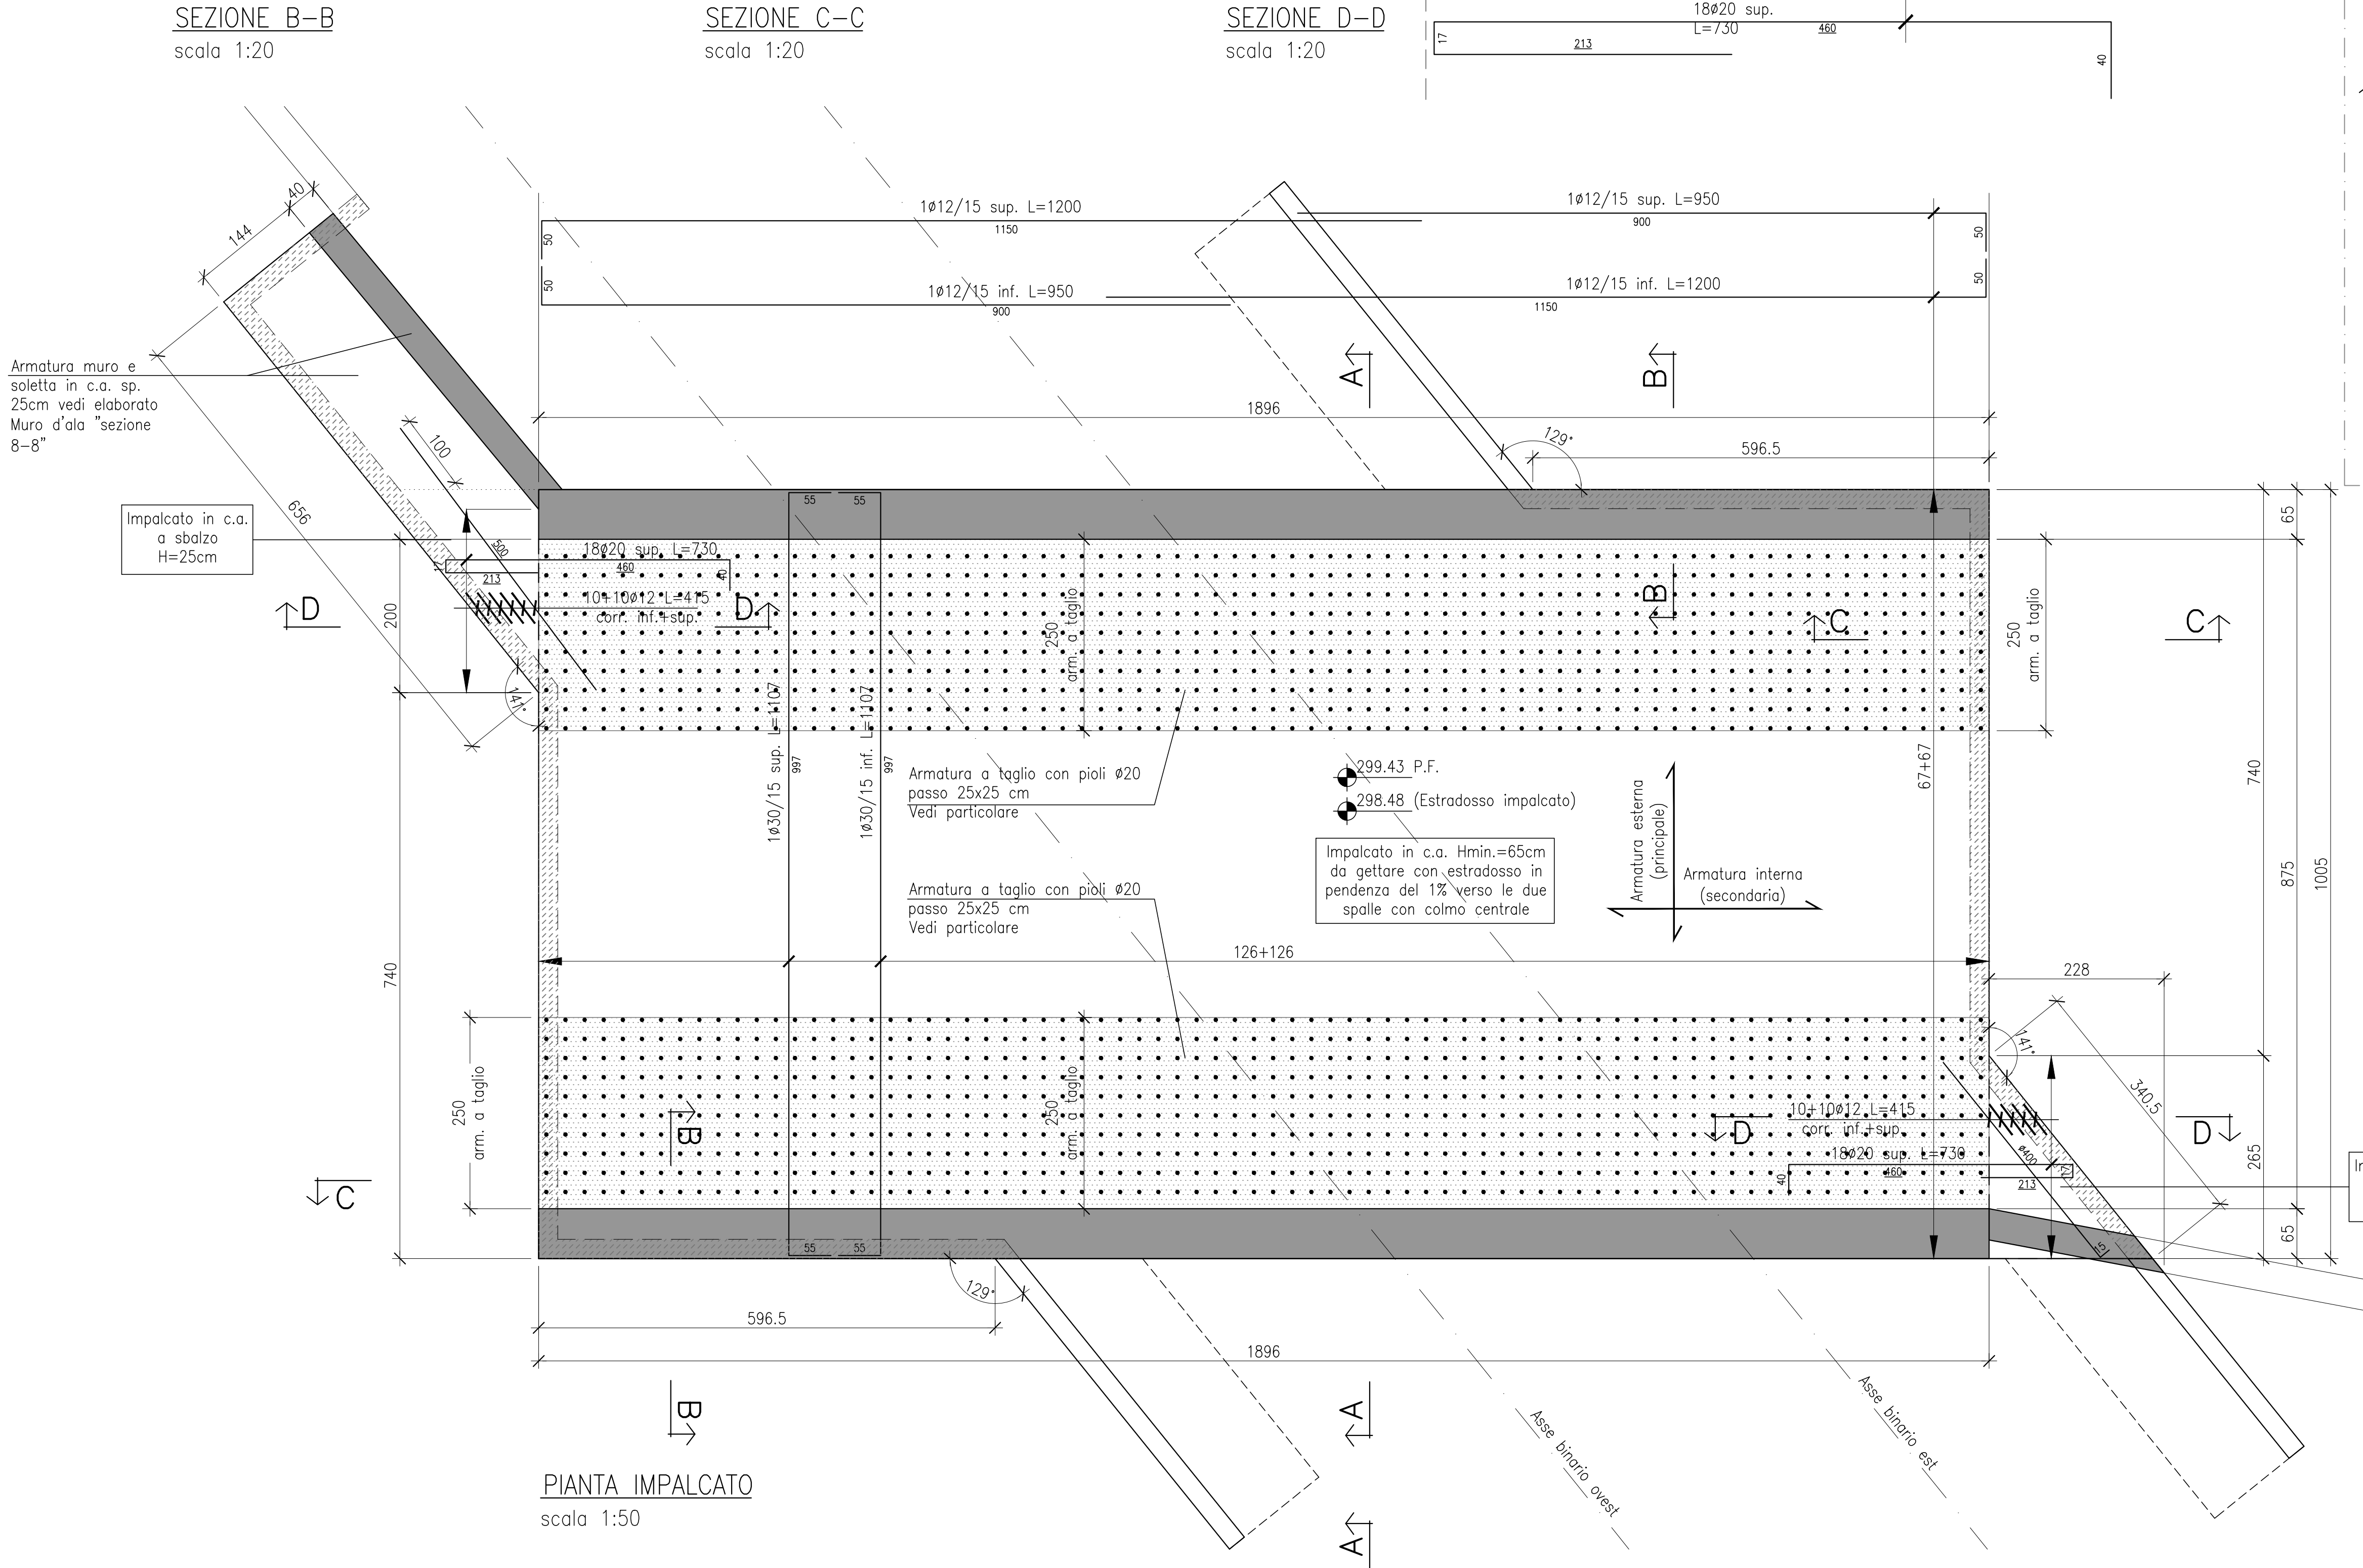 SEZIONE B-B
scala 1:20
SEZIONE C-C
scala 1:20
SEZIONE D-D
scala 1:20
18ø20 sup.
L=730
460
213
17
40
40
144
656
100
500
1ø12/15 sup. L=1200
1150
50
1ø12/15 sup. L=950
900
50
1ø12/15 inf. L=950
900
50
1ø12/15 inf. L=1200
1150
50
A
B
1896
129°
596.5
Armatura muro e
soletta in c.a. sp.
25cm vedi elaborato
Muro d'ala "sezione
8-8"
Impalcato in c.a.
a sbalzo
H=25cm
55
55
18ø20 sup. L=730
460
213
17
40
10+10ø12 L=415
corr. inf.+sup.
D
D
200
141°
740
250
arm. a taglio
B
C
C
250
arm. a taglio
65
740
875
1005
1ø30/15 sup. L=1107
997
1ø30/15 inf. L=1107
997
Armatura a taglio con pioli ø20
passo 25x25 cm
Vedi particolare
299.43 P.F.
298.48 (Estradosso impalcato)
67+67
Impalcato in c.a. Hmin.=65cm
da gettare con estradosso in
pendenza del 1% verso le due
spalle con colmo centrale
Armatura esterna
(principale)
Armatura interna
(secondaria)
Armatura a taglio con pioli ø20
passo 25x25 cm
Vedi particolare
126+126
228
141°
340.5
250
arm. a taglio
250
arm. a taglio
B
10+10ø12 L=415
corr. inf.+sup.
D
D
18ø20 sup. L=730
460
213
40
17
ø400
15
265
65
C
55
55
129°
596.5
1896
B
A
A
Asse binario ovest
Asse binario est
PIANTA IMPALCATO
scala 1:50